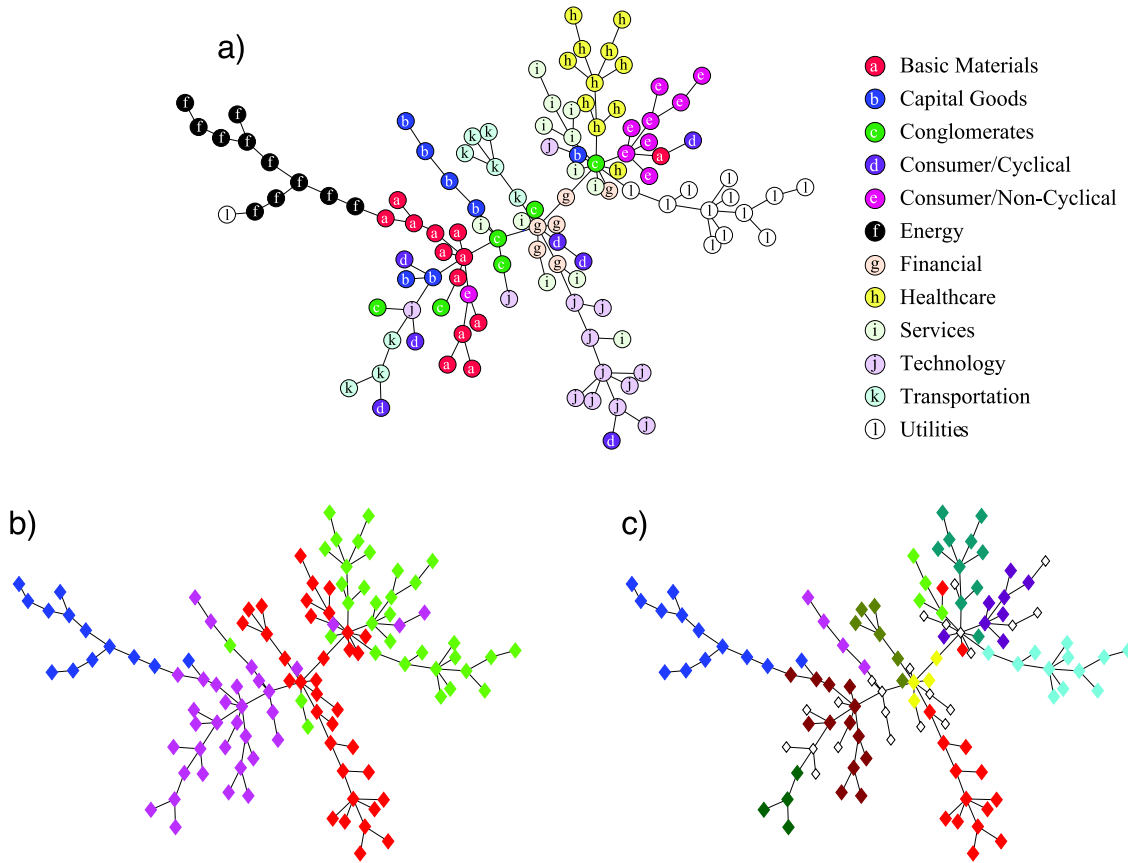 a)
h h
h h
h h
i e
h e
f i h e
i h
f b e
f i h e
k k i
f f e d
j b k
b e a
f c k
i h e
b f l
i g l l l l
f f g k l l
a f f l
f b c l l l
l f a a i g g
i a a c d l l
a a c g d
d a g c
b b a i i
j e
c c j j j
a
d k a j i
a a j j
k k j j
j j
d j
j
d
a Basic Materials
b Capital Goods
c Conglomerates
d Consumer/Cyclical
e Consumer/Non-Cyclical
f Energy
g Financial
h Healthcare
i Services
j Technology
k Transportation
l Utilities
b)
c)